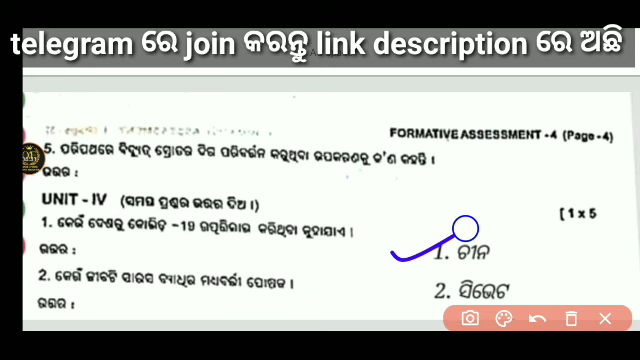 telegram ରେ join କରନ୍ତୁ link description ରେ ଅଛି
FORMATIVE ASSESSMENT - 4 (Page - 4)
5. ପରିପଥରେ ବିଦ୍ୟୁତ୍ ସ୍ରୋତର ଦିଗ ପରିବର୍ତ୍ତନ କରୁଥିବା ଉପକରଣକୁ କ'ଣ କହନ୍ତି ।
ଉତ୍ତର :
UNIT - IV (ସମସ୍ତ ପ୍ରଶ୍ନର ଉତ୍ତର ଦିଅ ।)
[ 1 x 5
1. କେଉଁ ଦେଶରୁ କୋଭିଡ୍ -19 ଉତ୍ପତ୍ତିଲାଭ କରିଥିବା କୁହାଯାଏ ।
ଉତ୍ତର :
1. ଚୀନ
2. କେଉଁ ଜୀବଟି ସାରସ ବ୍ୟାଧିର ମଧ୍ୟବର୍ତ୍ତୀ ପୋଷକ ।
2. ସିଭେଟ
ଉତ୍ତର :